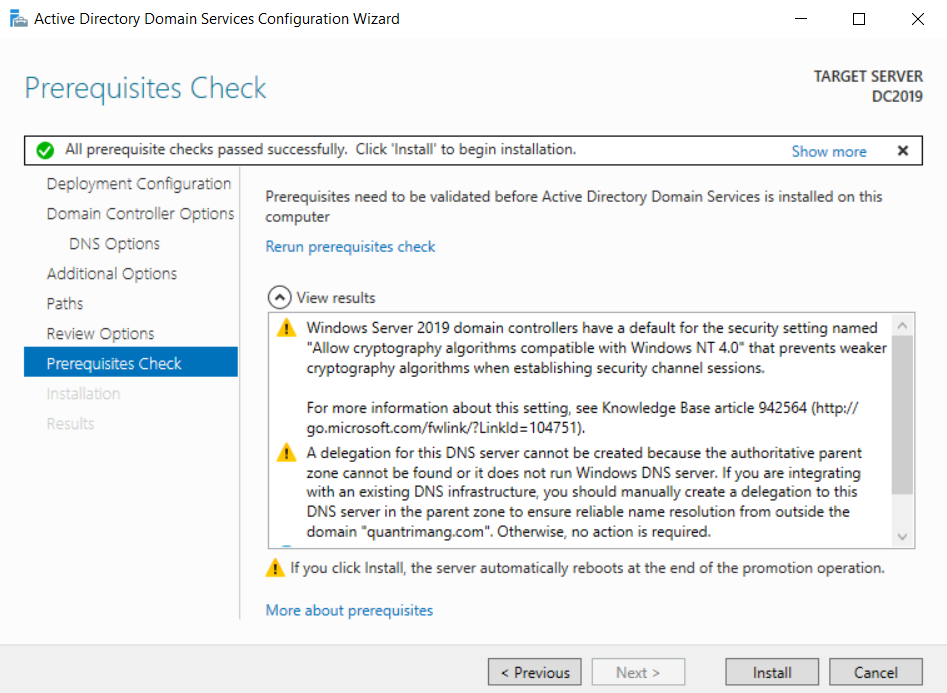 Active Directory Domain Services Configuration Wizard
Prerequisites Check
TARGET SERVER
DC2019
All prerequisite checks passed successfully.  Click 'Install' to begin installation.
Show more
Deployment Configuration
Domain Controller Options
DNS Options
Additional Options
Paths
Review Options
Prerequisites Check
Installation
Results
Prerequisites need to be validated before Active Directory Domain Services is installed on this
computer
Rerun prerequisites check
View results
Windows Server 2019 domain controllers have a default for the security setting named
"Allow cryptography algorithms compatible with Windows NT 4.0" that prevents weaker
cryptography algorithms when establishing security channel sessions.
For more information about this setting, see Knowledge Base article 942564 (http://
go.microsoft.com/fwlink/?LinkId=104751).
A delegation for this DNS server cannot be created because the authoritative parent
zone cannot be found or it does not run Windows DNS server. If you are integrating
with an existing DNS infrastructure, you should manually create a delegation to this
DNS server in the parent zone to ensure reliable name resolution from outside the
domain "quantrimang.com". Otherwise, no action is required.
If you click Install, the server automatically reboots at the end of the promotion operation.
More about prerequisites
< Previous
Next >
Install
Cancel